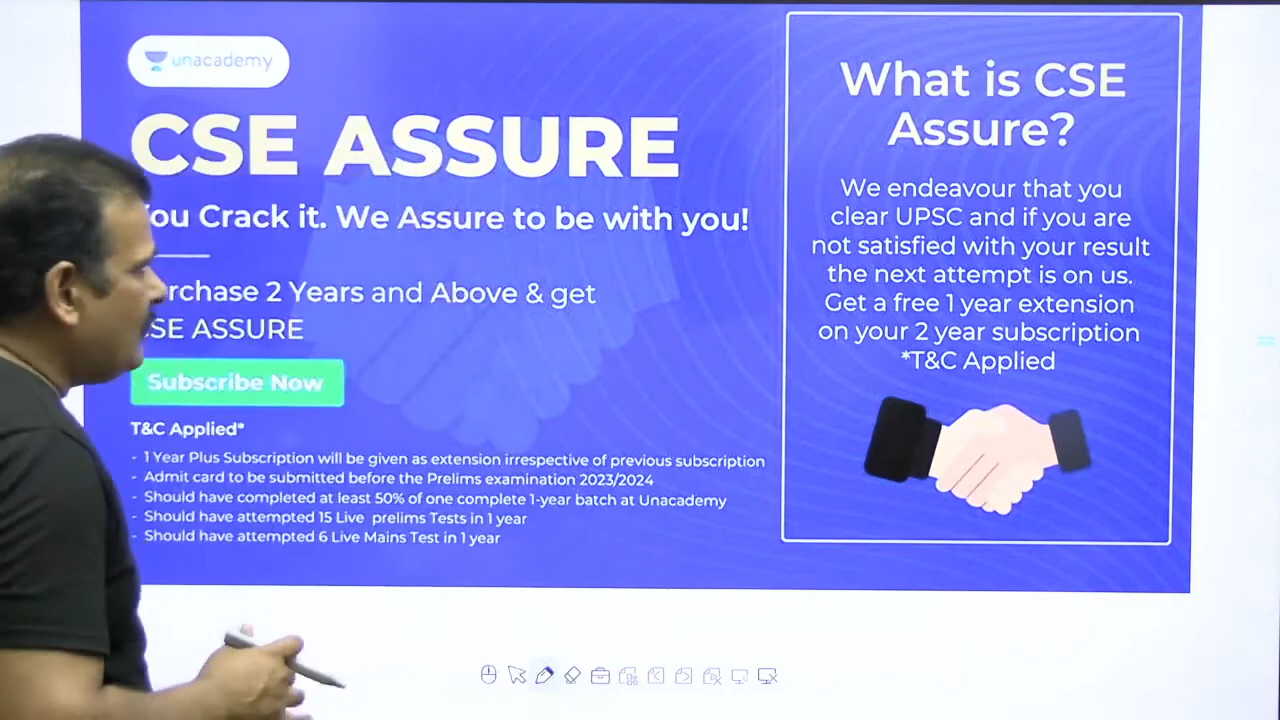 unacademy
CSE ASSURE
ou Crack it. We Assure to be with you!
rchase 2 Years and Above & get
SE ASSURE
Subscribe Now
T&C Applied*
- 1 Year Plus Subscription will be given as extension irrespective of previous subscription
- Admit card to be submitted before the Prelims examination 2023/2024
- Should have completed at least 50% of one complete 1-year batch at Unacademy
- Should have attempted 15 Live prelims Tests in 1 year
- Should have attempted 6 Live Mains Test in 1 year
What is CSE
Assure?
We endeavour that you
clear UPSC and if you are
not satisfied with your result
the next attempt is on us.
Get a free 1 year extension
on your 2 year subscription
*T&C Applied